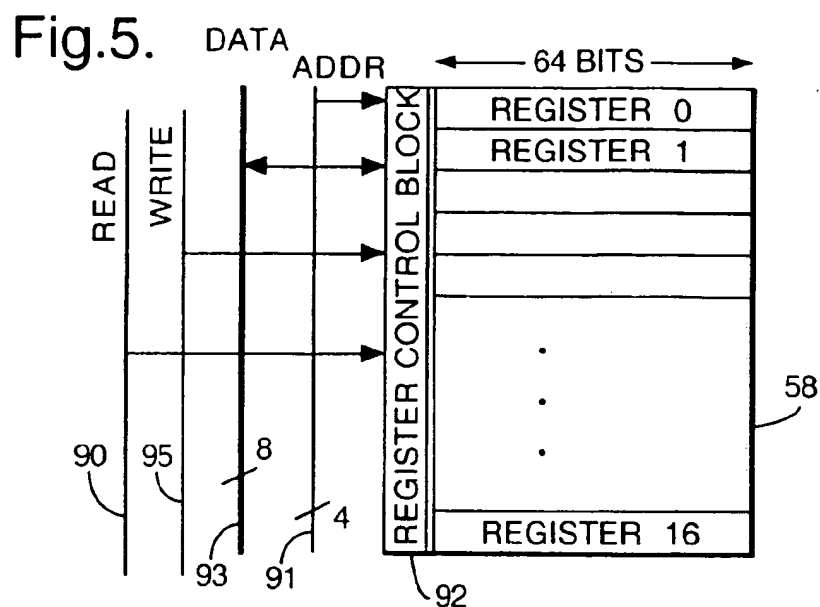 Fig.5.
DATA
ADDR
64 BITS
READ
WRITE
REGISTER CONTROL BLOCK
REGISTER 0
REGISTER 1
REGISTER 16
58
90
95
8
93
4
91
92